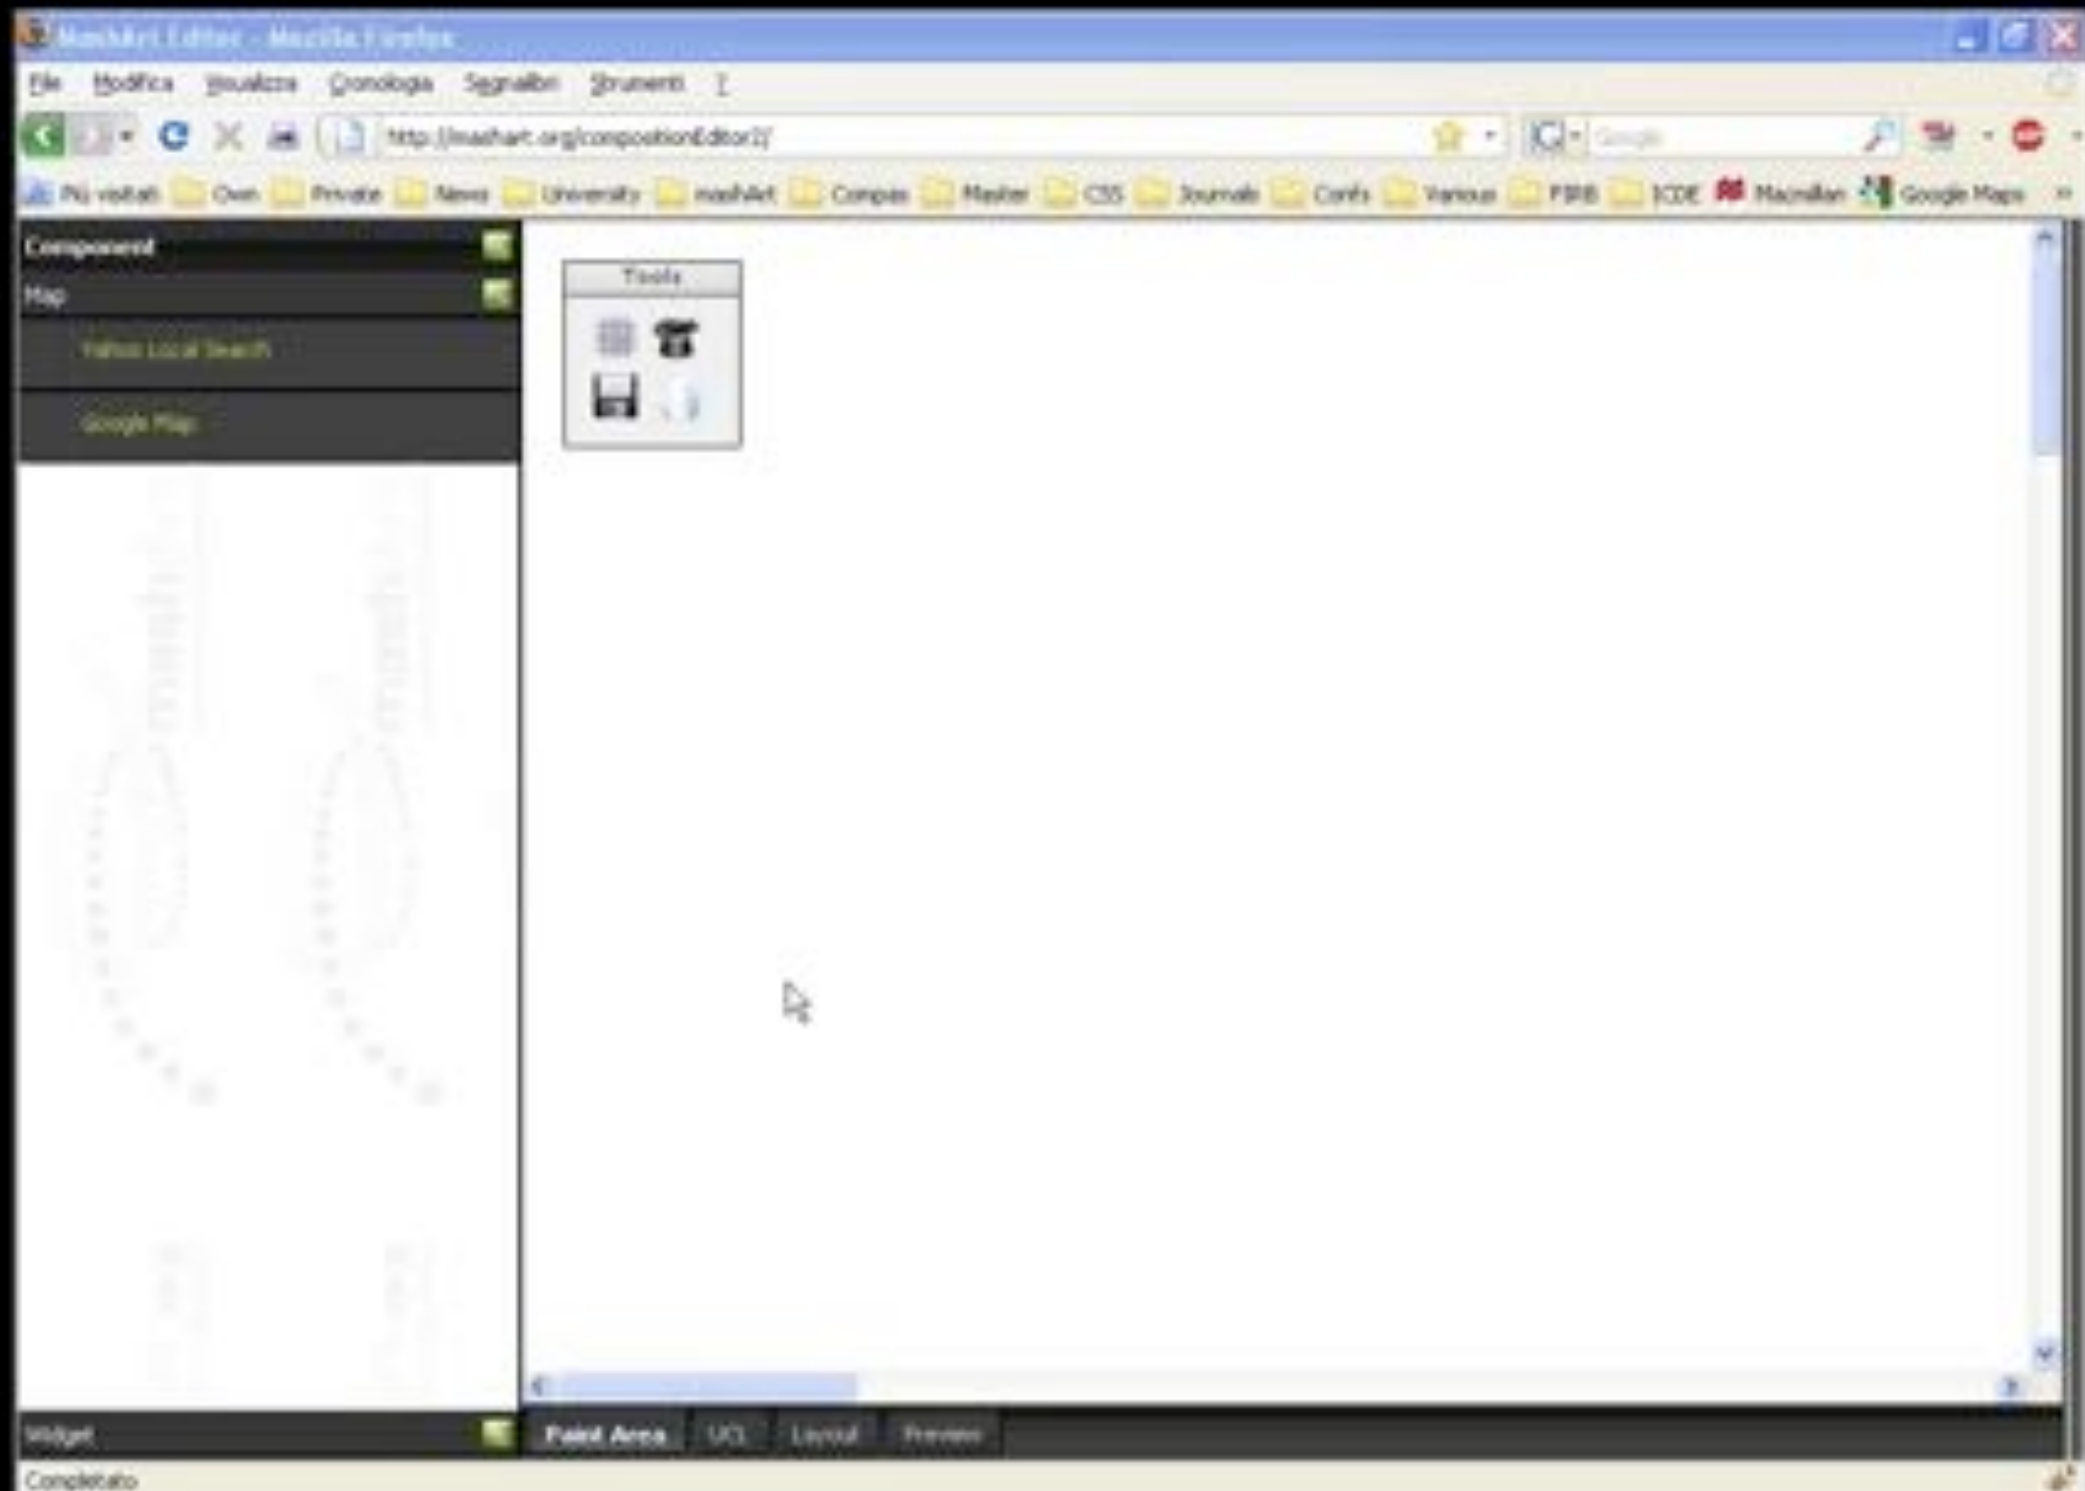 MashArt Editor - Mozilla Firefox
File Modifica Visualizza Cronologia Segnalibri Strumenti ?
http://mashart.org/compositionEditor2/ Google
Più visitati Own Private News University mashArt Compas Master CSS Journals Confs Various FIRB ICDE Macmillan Google Maps
Component
Map
Yahoo Local Search
Google Map
Tools
Widget
Paint Area UCL Layout Preview
Completato